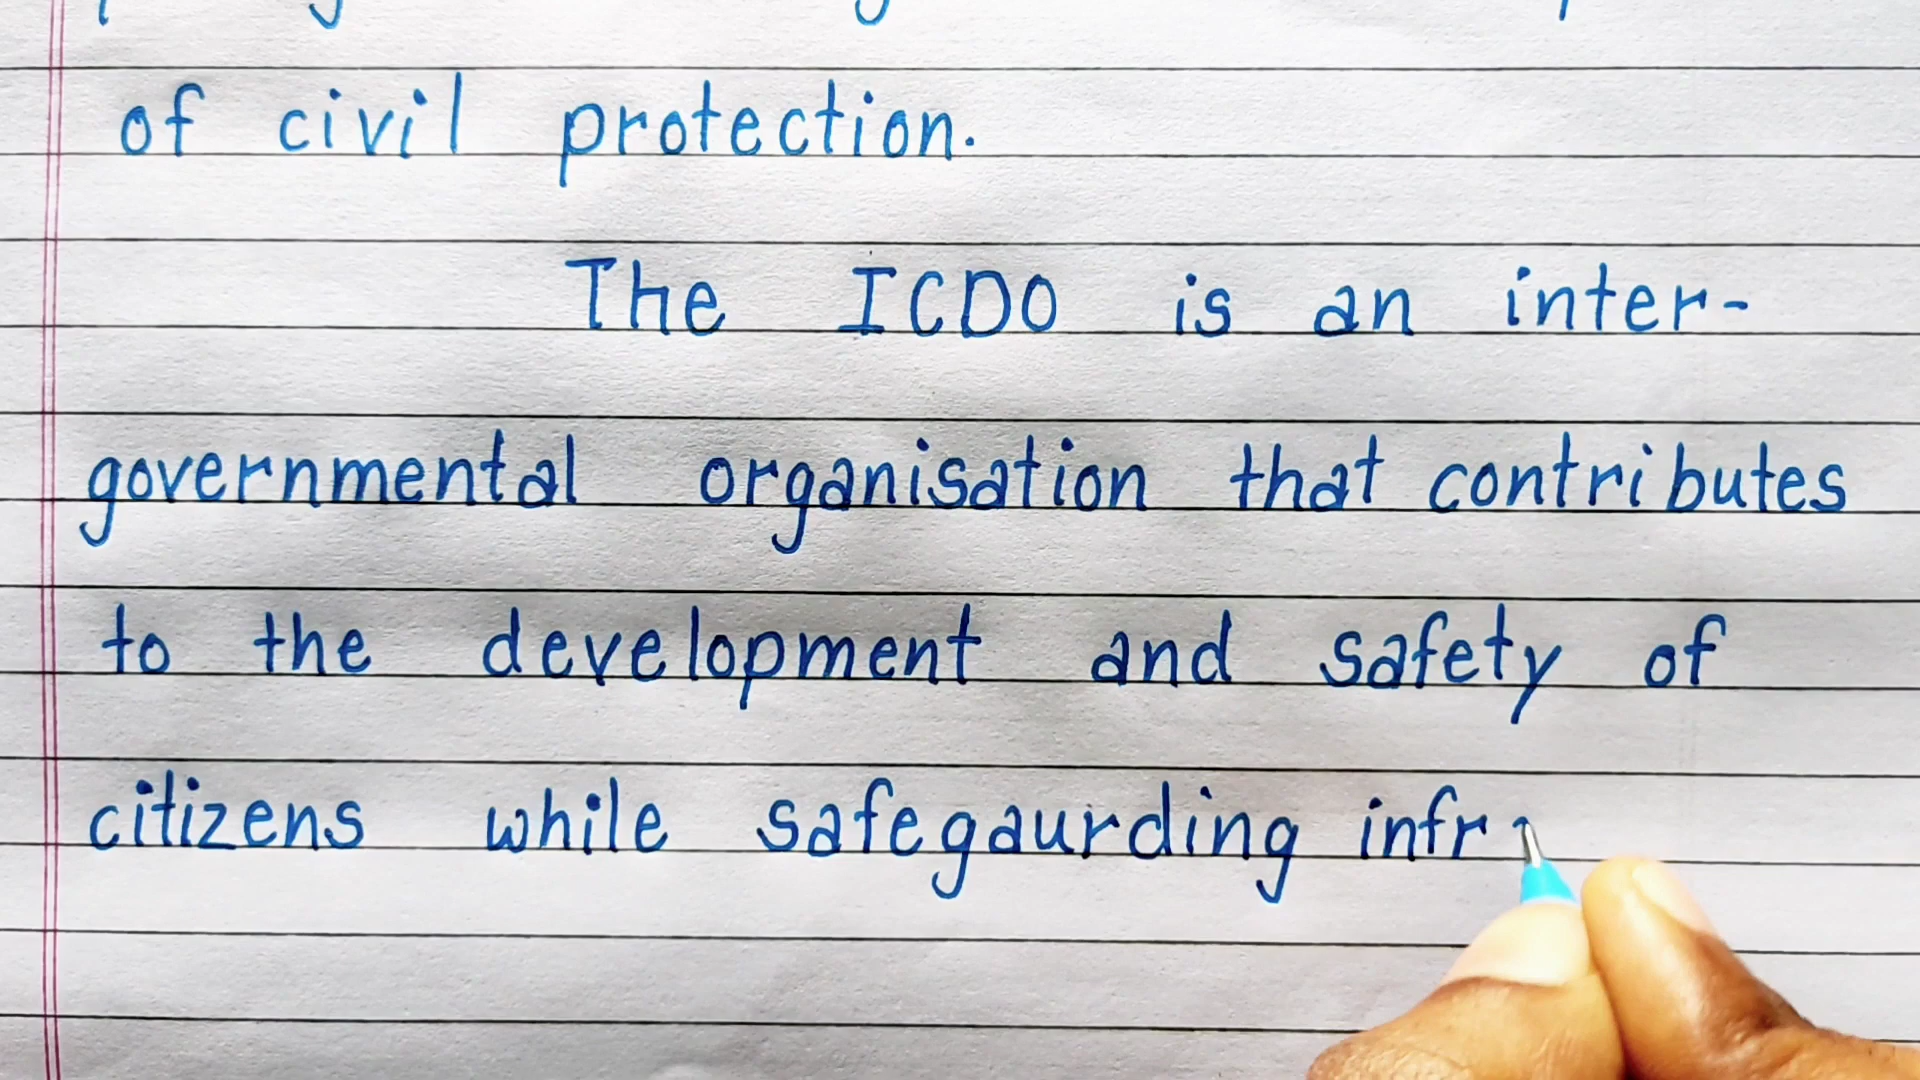 of civil protection.
The ICDO is an inter-
governmental organisation that contributes
to the development and safety of
citizens while safegaurding infr